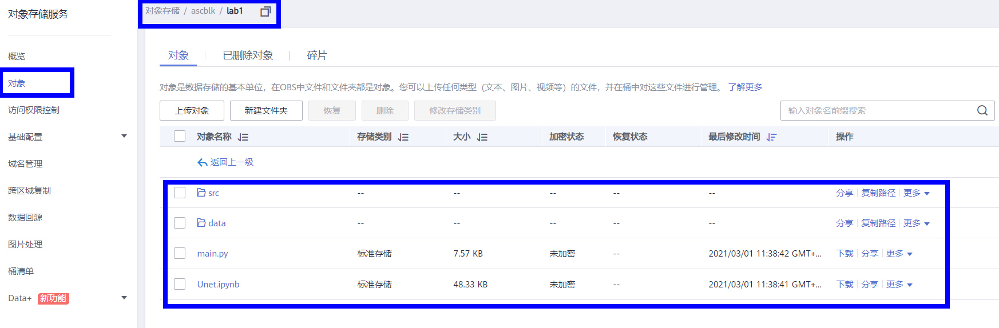 对象存储服务
概览
对象
访问权限控制
基础配置
域名管理
跨区域复制
数据回源
图片处理
桶清单
Data+ 新功能
对象存储 / ascblk / lab1
对象 已删除对象 碎片
对象是数据存储的基本单位，在OBS中文件和文件夹都是对象。您可以上传任何类型（文本、图片、视频等）的文件，并在桶中对这些文件进行管理。 了解更多
上传对象 新建文件夹 恢复 删除 修改存储类别 输入对象名前缀搜索
对象名称 存储类别 大小 加密状态 恢复状态 最后修改时间 操作
返回上一级
src -- -- -- -- -- 分享 复制路径 更多
data -- -- -- -- -- 分享 复制路径 更多
main.py 标准存储 7.57 KB 未加密 -- 2021/03/01 11:38:42 GMT+... 下载 分享 更多
Unet.ipynb 标准存储 48.33 KB 未加密 -- 2021/03/01 11:38:41 GMT+... 下载 分享 更多